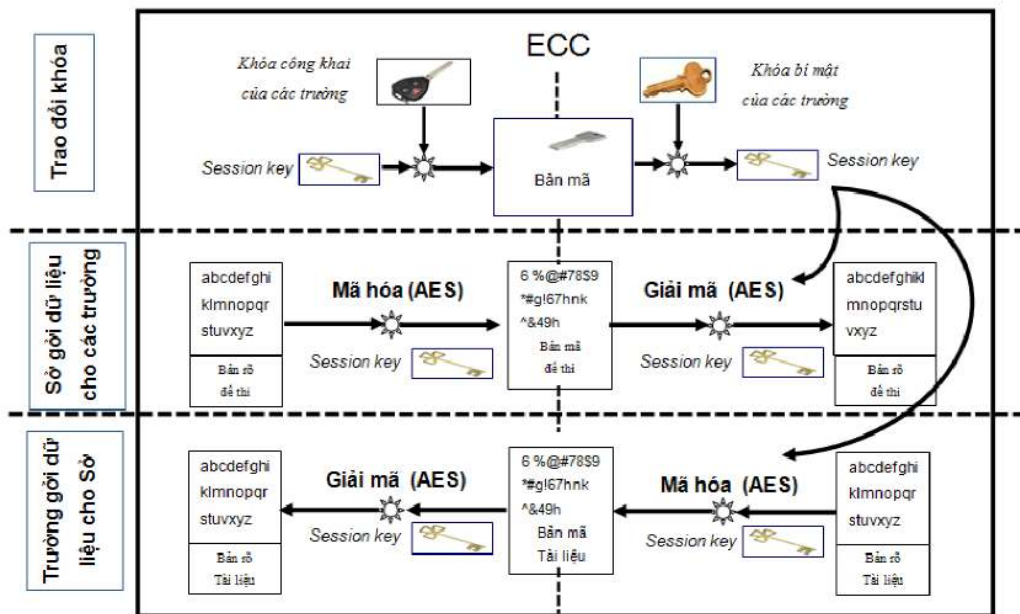 Trao đổi khóa
ECC
Khóa công khai
của các trường
Khóa bí mật
của các trường
Session key
Bản mã
Session key
Sở gởi dữ liệu
cho các trường
abcdefghi
klmnopqr
stuvxyz
Bản rõ
đề thi
Mã hóa (AES)
Session key
6 %@#78$9
*#g!67hnk
^&49h
Bản mã
đề thi
Giải mã (AES)
Session key
abcdefghikl
mnopqrstu
vxyz
Bản rõ
đề thi
Trường gởi dữ
liệu cho Sở
abcdefghi
klmnopqr
stuvxyz
Bản rõ
Tài liệu
Giải mã (AES)
Session key
6 %@#78$9
*#g!67hnk
^&49h
Bản mã
Tài liệu
Mã hóa (AES)
Session key
abcdefghi
klmnopqr
stuvxyz
Bản rõ
Tài liệu